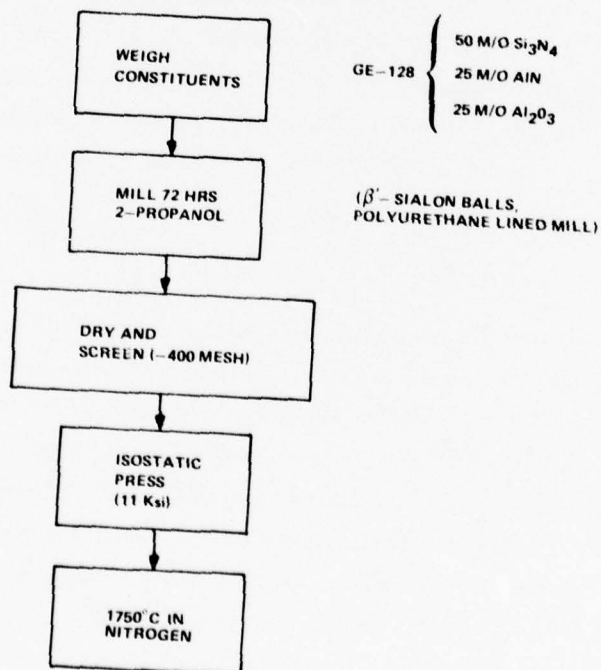 WEIGH
CONSTITUENTS
GE-128
50 M/O Si₃N₄
25 M/O AlN
25 M/O Al₂O₃
MILL 72 HRS
2-PROPANOL
(β'- SIALON BALLS,
POLYURETHANE LINED MILL)
DRY AND
SCREEN (-400 MESH)
ISOSTATIC
PRESS
(11 Ksi)
1750°C IN
NITROGEN